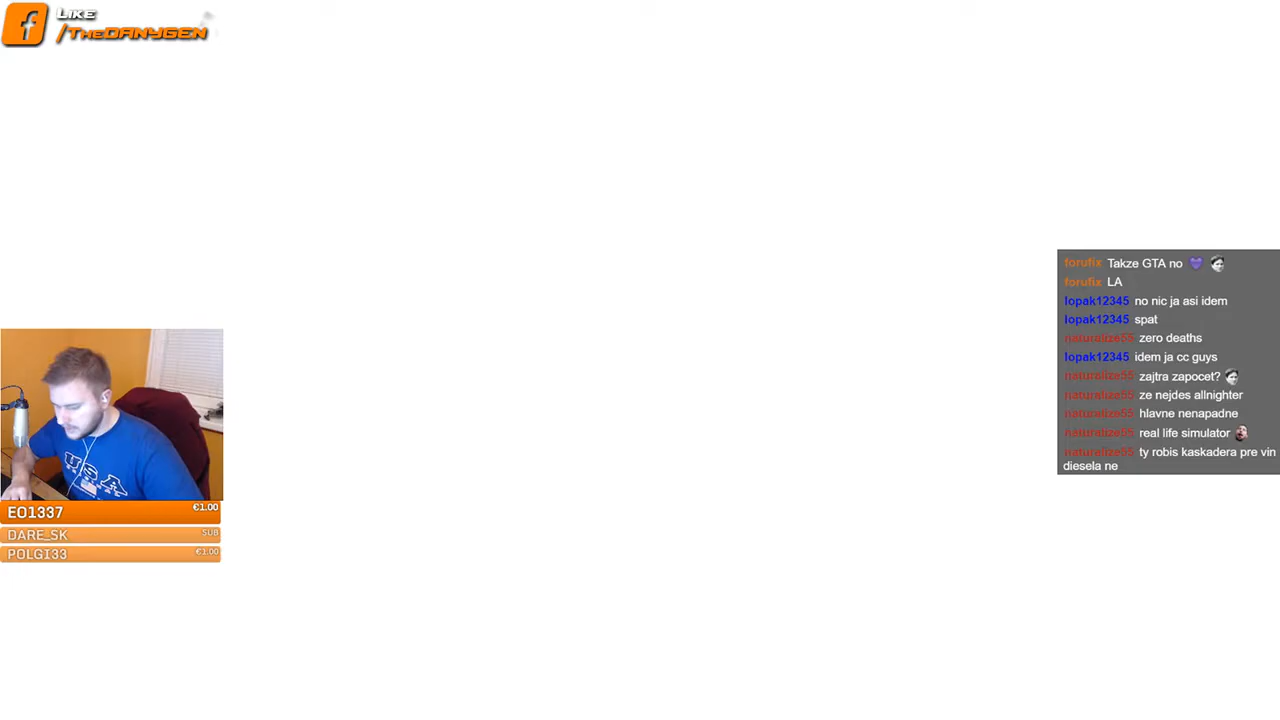 LIKE
/THEDANYGEN
forufix Takze GTA no
forufix LA
lopak12345 no nic ja asi idem
lopak12345 spat
naturalize55 zero deaths
lopak12345 idem ja cc guys
naturalize55 zajtra zapocet?
naturalize55 ze nejdes allnighter
naturalize55 hlavne nenapadne
naturalize55 real life simulator
naturalize55 ty robis kaskadera pre vin
diesela ne
USA
EO1337 €1.00
DARE_SK SUB
POLGI33 €1.00